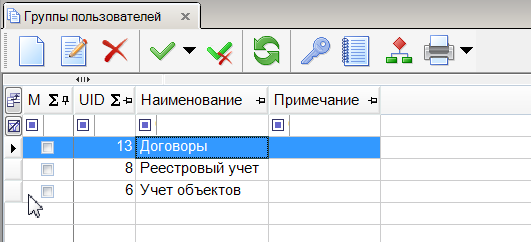 Группы пользователей
М Σ UID Σ Наименование Примечание
13 Договоры
8 Реестровый учет
6 Учет объектов